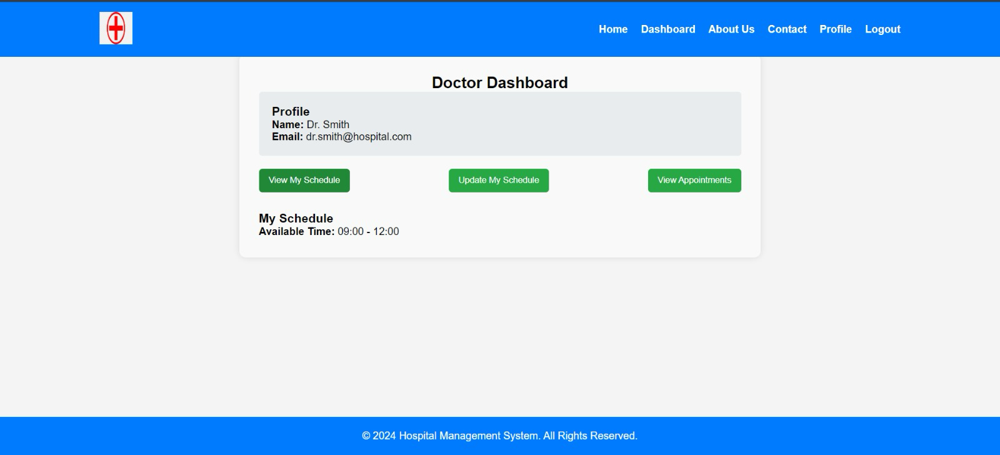 Home Dashboard About Us Contact Profile Logout
Doctor Dashboard
Profile
Name: Dr. Smith
Email: dr.smith@hospital.com
View My Schedule Update My Schedule View Appointments
My Schedule
Available Time: 09:00 - 12:00
© 2024 Hospital Management System. All Rights Reserved.